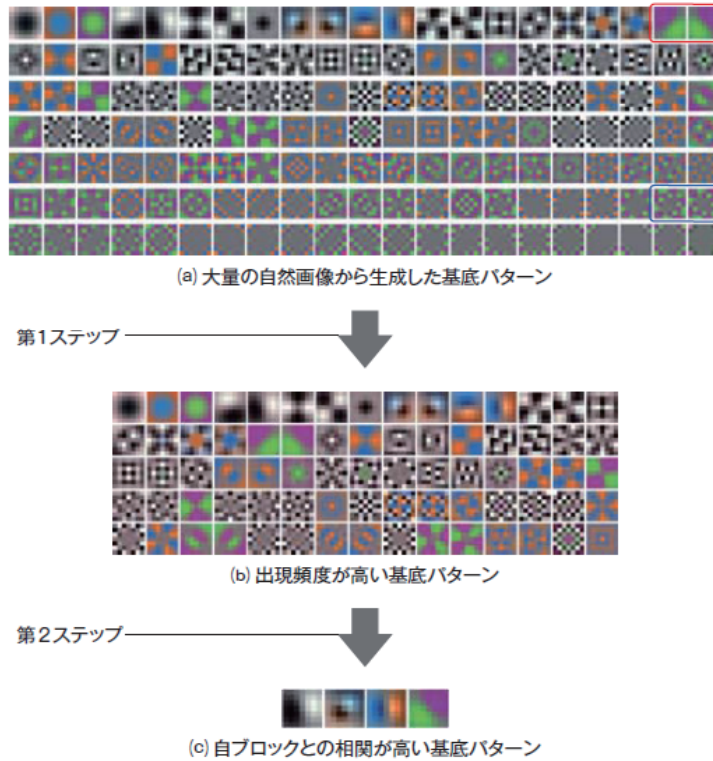 (a) 大量の自然画像から生成した基底パターン
第1ステップ
(b) 出現頻度が高い基底パターン
第2ステップ
(c) 自ブロックとの相関が高い基底パターン